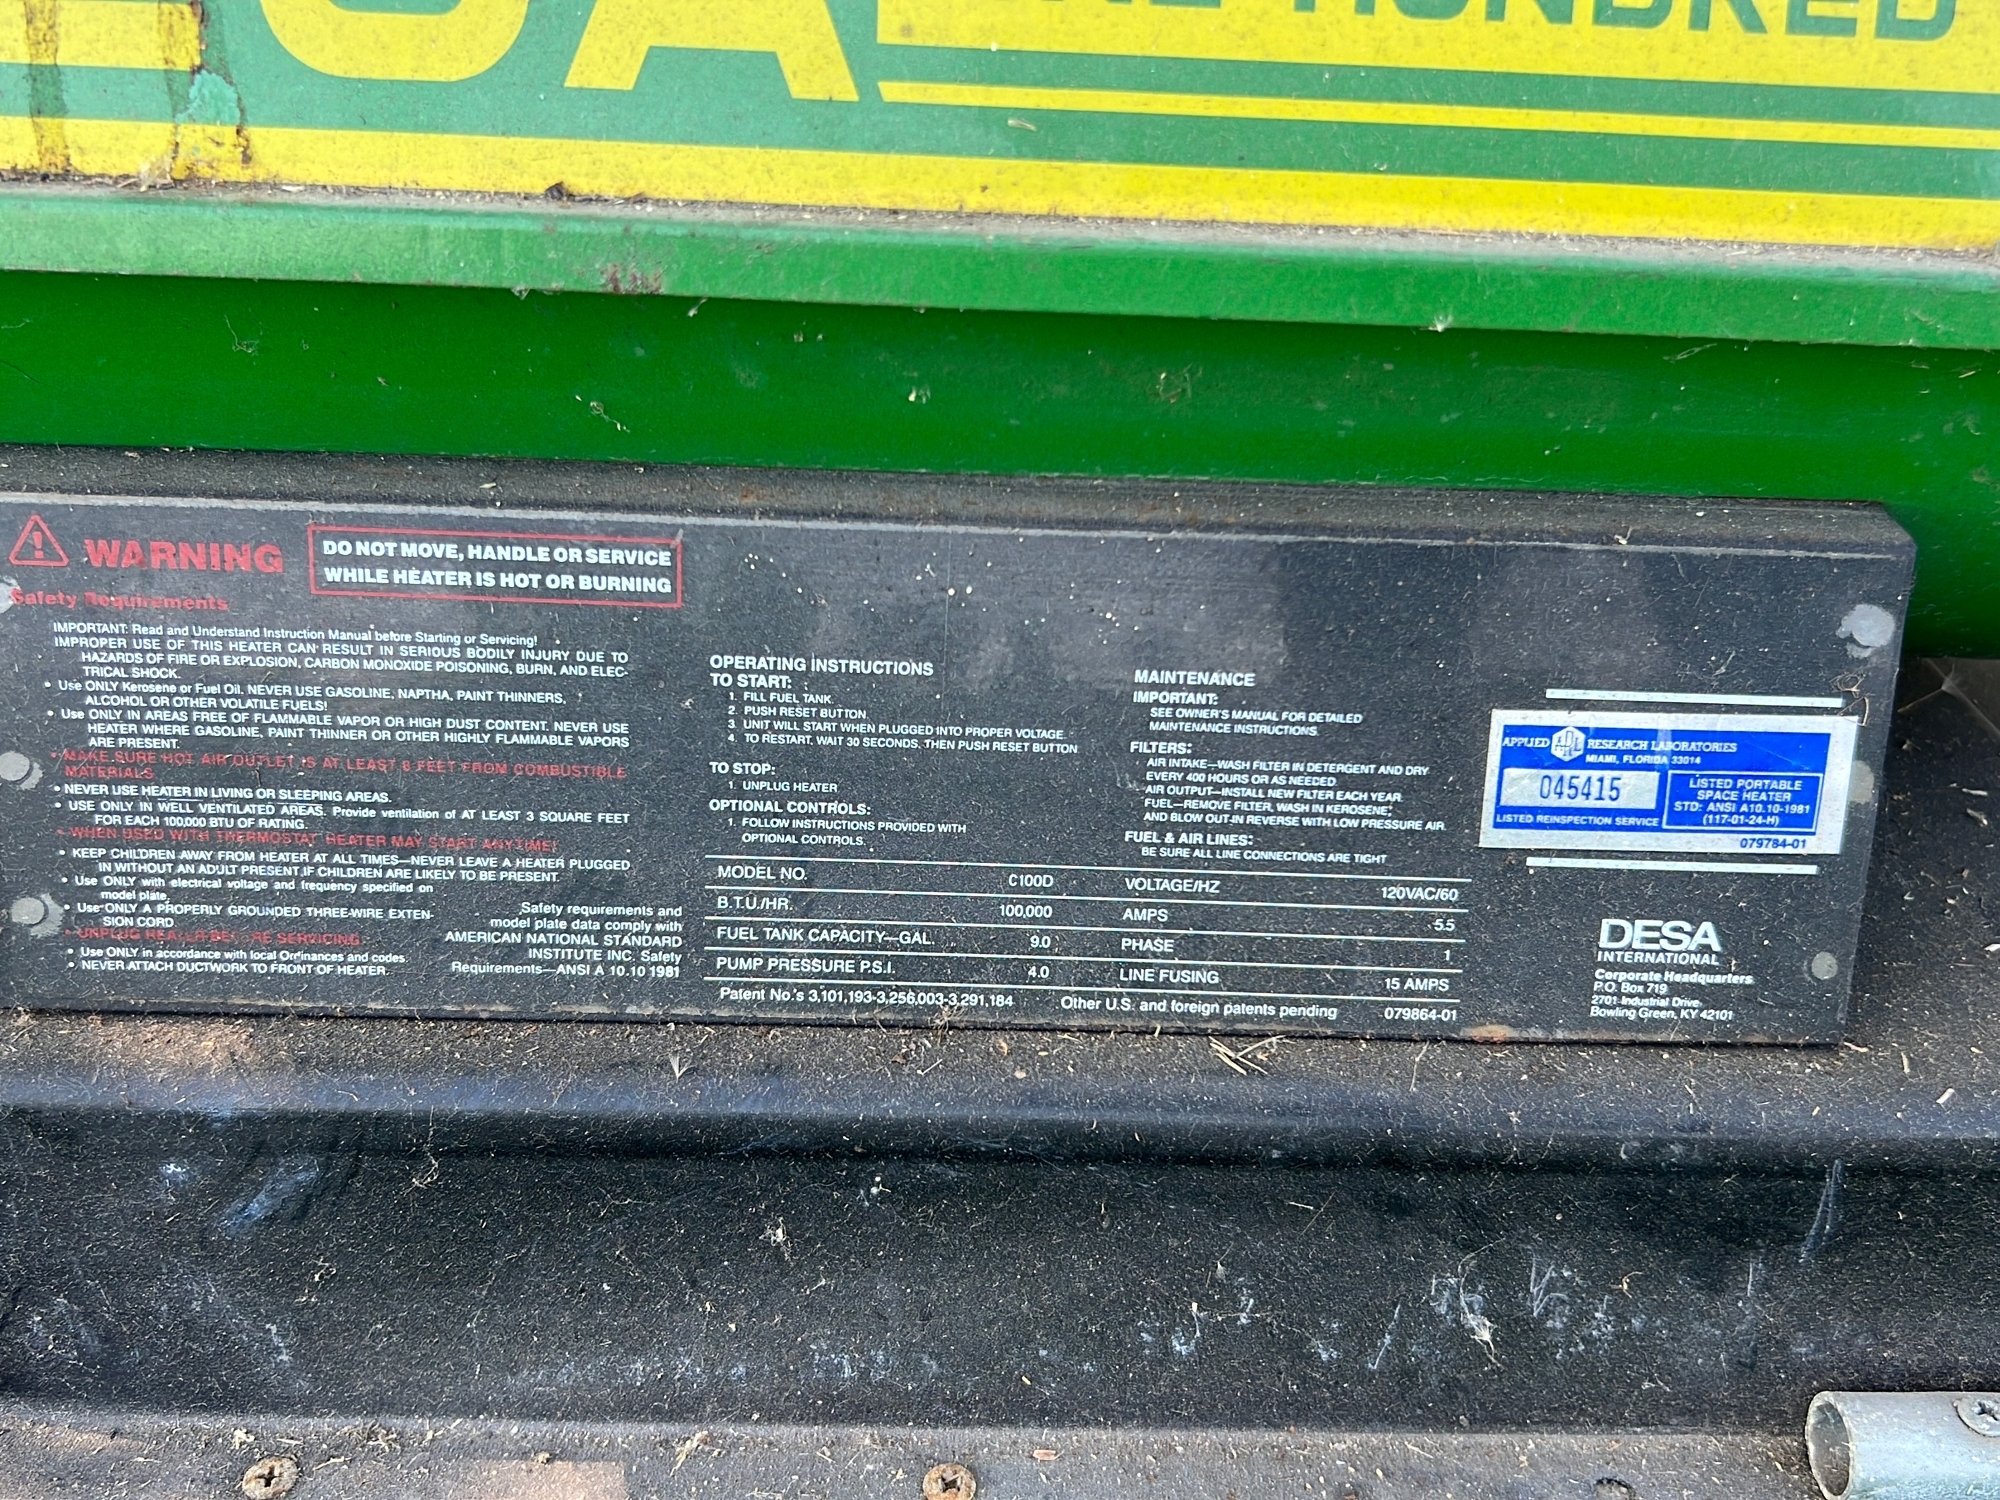 HUNDRED
WARNING
DO NOT MOVE, HANDLE OR SERVICE
WHILE HEATER IS HOT OR BURNING
Safety Requirements
IMPORTANT: Read and Understand Instruction Manual before Starting or Servicing!
IMPROPER USE OF THIS HEATER CAN RESULT IN SERIOUS BODILY INJURY DUE TO
HAZARDS OF FIRE OR EXPLOSION, CARBON MONOXIDE POISONING, BURN, AND ELEC-
TRICAL SHOCK.
• Use ONLY Kerosene or Fuel Oil. NEVER USE GASOLINE, NAPTHA, PAINT THINNERS,
ALCOHOL OR OTHER VOLATILE FUELS!
• Use ONLY IN AREAS FREE OF FLAMMABLE VAPOR OR HIGH DUST CONTENT. NEVER USE
HEATER WHERE GASOLINE, PAINT THINNER OR OTHER HIGHLY FLAMMABLE VAPORS
ARE PRESENT.
• MAKE SURE HOT AIR OUTLET IS AT LEAST 8 FEET FROM COMBUSTIBLE
MATERIALS.
• NEVER USE HEATER IN LIVING OR SLEEPING AREAS.
• USE ONLY IN WELL VENTILATED AREAS. Provide ventilation of AT LEAST 3 SQUARE FEET
FOR EACH 100,000 BTU OF RATING.
• WHEN USED WITH THERMOSTAT HEATER MAY START ANYTIME!
• KEEP CHILDREN AWAY FROM HEATER AT ALL TIMES—NEVER LEAVE A HEATER PLUGGED
IN WITHOUT AN ADULT PRESENT IF CHILDREN ARE LIKELY TO BE PRESENT.
• Use ONLY with electrical voltage and frequency specified on
model plate.
• Use ONLY A PROPERLY GROUNDED THREE-WIRE EXTEN-
SION CORD
• UNPLUG HEATER BEFORE SERVICING.
• Use ONLY in accordance with local Ordinances and codes
• NEVER ATTACH DUCTWORK TO FRONT OF HEATER.
Safety requirements and
model plate data comply with
AMERICAN NATIONAL STANDARD
INSTITUTE INC. Safety
Requirements—ANSI A 10.10 1981
OPERATING INSTRUCTIONS
TO START:
1. FILL FUEL TANK.
2. PUSH RESET BUTTON.
3. UNIT WILL START WHEN PLUGGED INTO PROPER VOLTAGE.
4. TO RESTART, WAIT 30 SECONDS, THEN PUSH RESET BUTTON
TO STOP:
1. UNPLUG HEATER
OPTIONAL CONTROLS:
1. FOLLOW INSTRUCTIONS PROVIDED WITH
OPTIONAL CONTROLS.
MAINTENANCE
IMPORTANT:
SEE OWNER'S MANUAL FOR DETAILED
MAINTENANCE INSTRUCTIONS.
FILTERS:
AIR INTAKE—WASH FILTER IN DETERGENT AND DRY
EVERY 400 HOURS OR AS NEEDED
AIR OUTPUT—INSTALL NEW FILTER EACH YEAR
FUEL—REMOVE FILTER, WASH IN KEROSENE,
AND BLOW OUT IN REVERSE WITH LOW PRESSURE AIR.
FUEL & AIR LINES:
BE SURE ALL LINE CONNECTIONS ARE TIGHT
MODEL NO. C100D VOLTAGE/HZ 120VAC/60
B.T.U./HR. 100,000 AMPS 5.5
FUEL TANK CAPACITY—GAL. 9.0 PHASE 1
PUMP PRESSURE P.S.I. 4.0 LINE FUSING 15 AMPS
Patent No.'s 3,101,193-3,256,003-3,291,184 Other U.S. and foreign patents pending 079864-01
APPLIED ARL RESEARCH LABORATORIES
MIAMI, FLORIDA 33014
045415
LISTED REINSPECTION SERVICE
LISTED PORTABLE
SPACE HEATER
STD: ANSI A10.10-1981
(117-01-24-H)
079784-01
DESA
INTERNATIONAL
Corporate Headquarters
P.O. Box 719
2701 Industrial Drive
Bowling Green, KY 42101